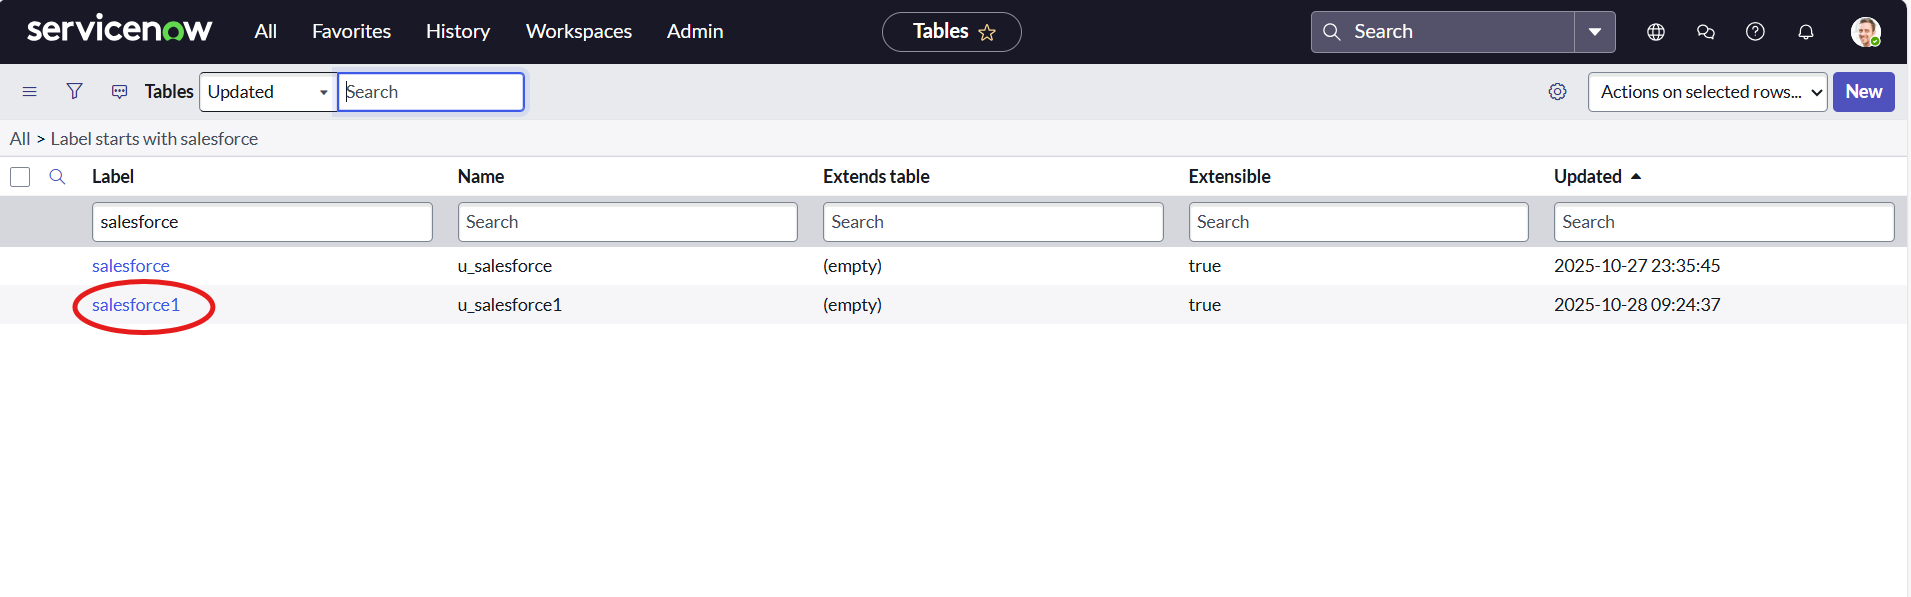 servicenow All Favorites History Workspaces Admin Tables Search
Tables Updated Search Actions on selected rows... New
All > Label starts with salesforce
Label Name Extends table Extensible Updated
salesforce Search Search Search Search
salesforce u_salesforce (empty) true 2025-10-27 23:35:45
salesforce1 u_salesforce1 (empty) true 2025-10-28 09:24:37